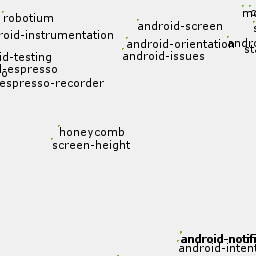 robotium
android-screen
roid-instrumentation
android-orientation
andro
id-testing
android-issues
espresso
espresso-recorder
honeycomb
screen-height
android-notifi
android-intent